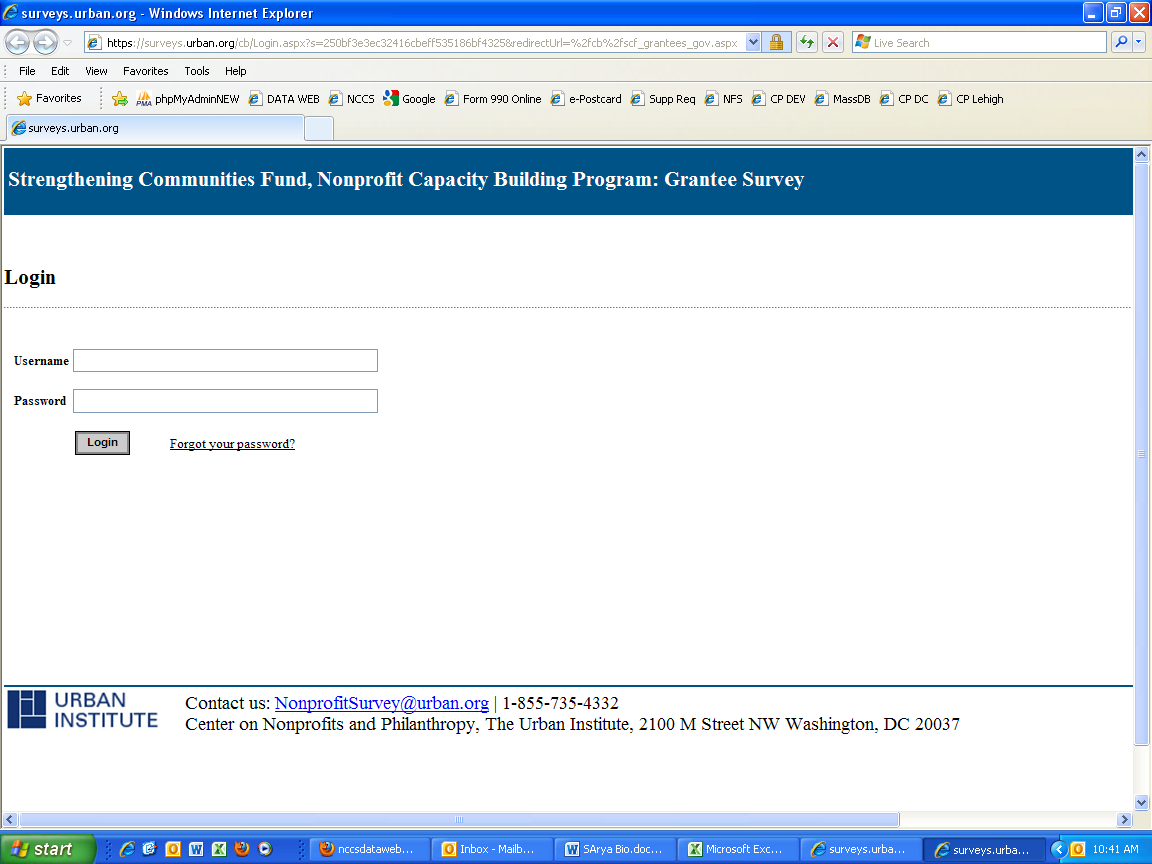 surveys.urban.org - Windows Internet Explorer
https://surveys.urban.org/cb/Login.aspx?s=250bf3e3ec32416cbeff535186bf4325&redirectUrl=%2fcb%2fscf_grantees_gov.aspx
Live Search
File Edit View Favorites Tools Help
Favorites phpMyAdminNEW DATA WEB NCCS Google Form 990 Online e-Postcard Supp Req NFS CP DEV MassDB CP DC CP Lehigh
surveys.urban.org
Strengthening Communities Fund, Nonprofit Capacity Building Program: Grantee Survey
Login
Username
Password
Login Forgot your password?
URBAN INSTITUTE
Contact us: NonprofitSurvey@urban.org | 1-855-735-4332
Center on Nonprofits and Philanthropy, The Urban Institute, 2100 M Street NW Washington, DC 20037
start nccsdataweb... Inbox - Mailb... SArya Bio.doc... Microsoft Exc... surveys.urba... surveys.urba... 10:41 AM